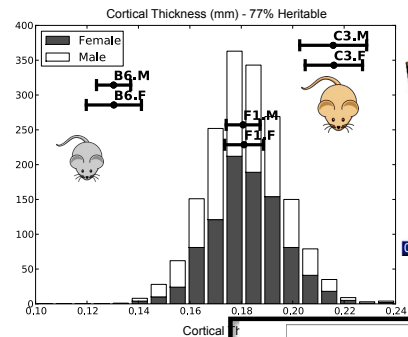 Cortical Thickness (mm) - 77% Heritable
400
350
300
250
200
150
100
50
0
Female
Male
B6.M
B6.F
F1.M
F1.F
C3.M
C3.F
0.10
0.12
0.14
0.16
0.18
0.20
0.22
0.24
Cortical